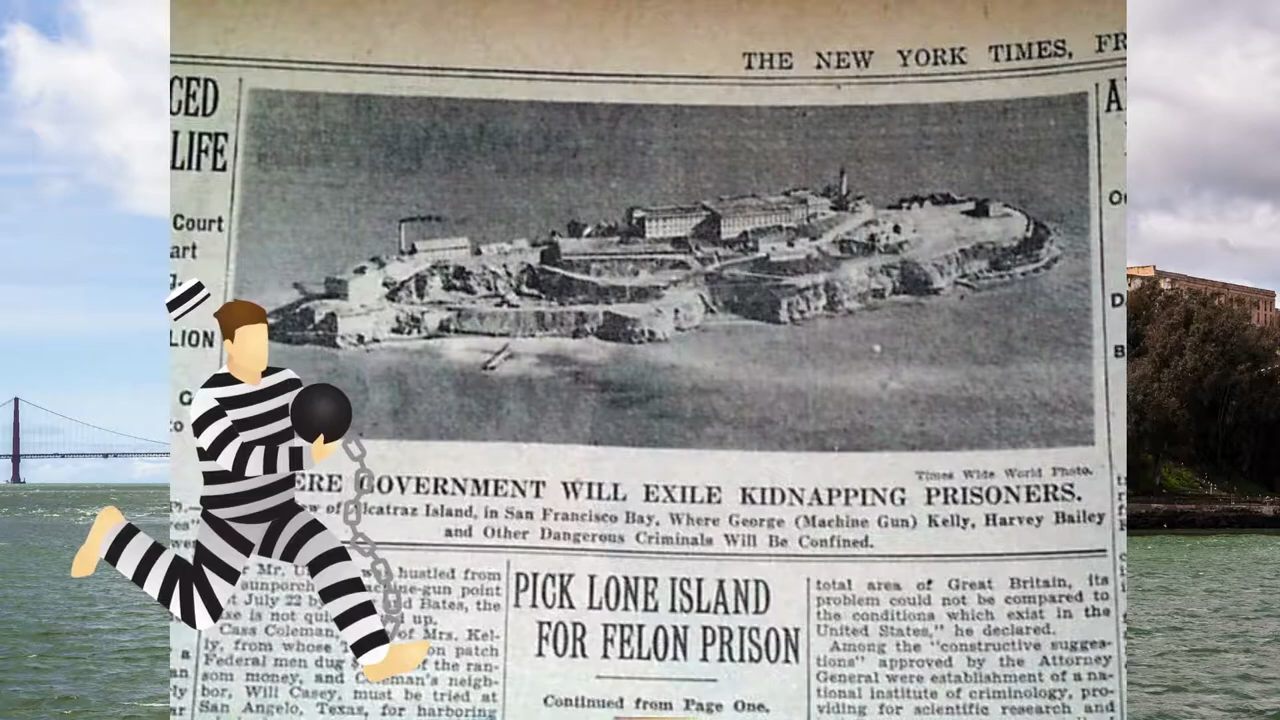 THE NEW YORK TIMES, FR
CED
LIFE
Court
art
LION
Times Wide World Photo.
ERE GOVERNMENT WILL EXILE KIDNAPPING PRISONERS.
w of Alcatraz Island, in San Francisco Bay, Where George (Machine Gun) Kelly, Harvey Bailey
and Other Dangerous Criminals Will Be Confined.
r Mr. U hustled from
sunporch chine-gun point
t July 22 by d Bates, the
se is not qui up.
Cass Coleman, of Mrs. Kel-
ly, from whose on patch
Federal men dug of the ran-
som money, and C man's neigh-
bor, Will Casey, must be tried at
San Angelo, Texas, for harboring
PICK LONE ISLAND
FOR FELON PRISON
Continued from Page One.
total area of Great Britain, its
problem could not be compared to
the conditions which exist in the
United States," he declared.
Among the "constructive sugges-
tions" approved by the Attorney
General were establishment of a na-
tional institute of criminology, pro-
viding for scientific research and